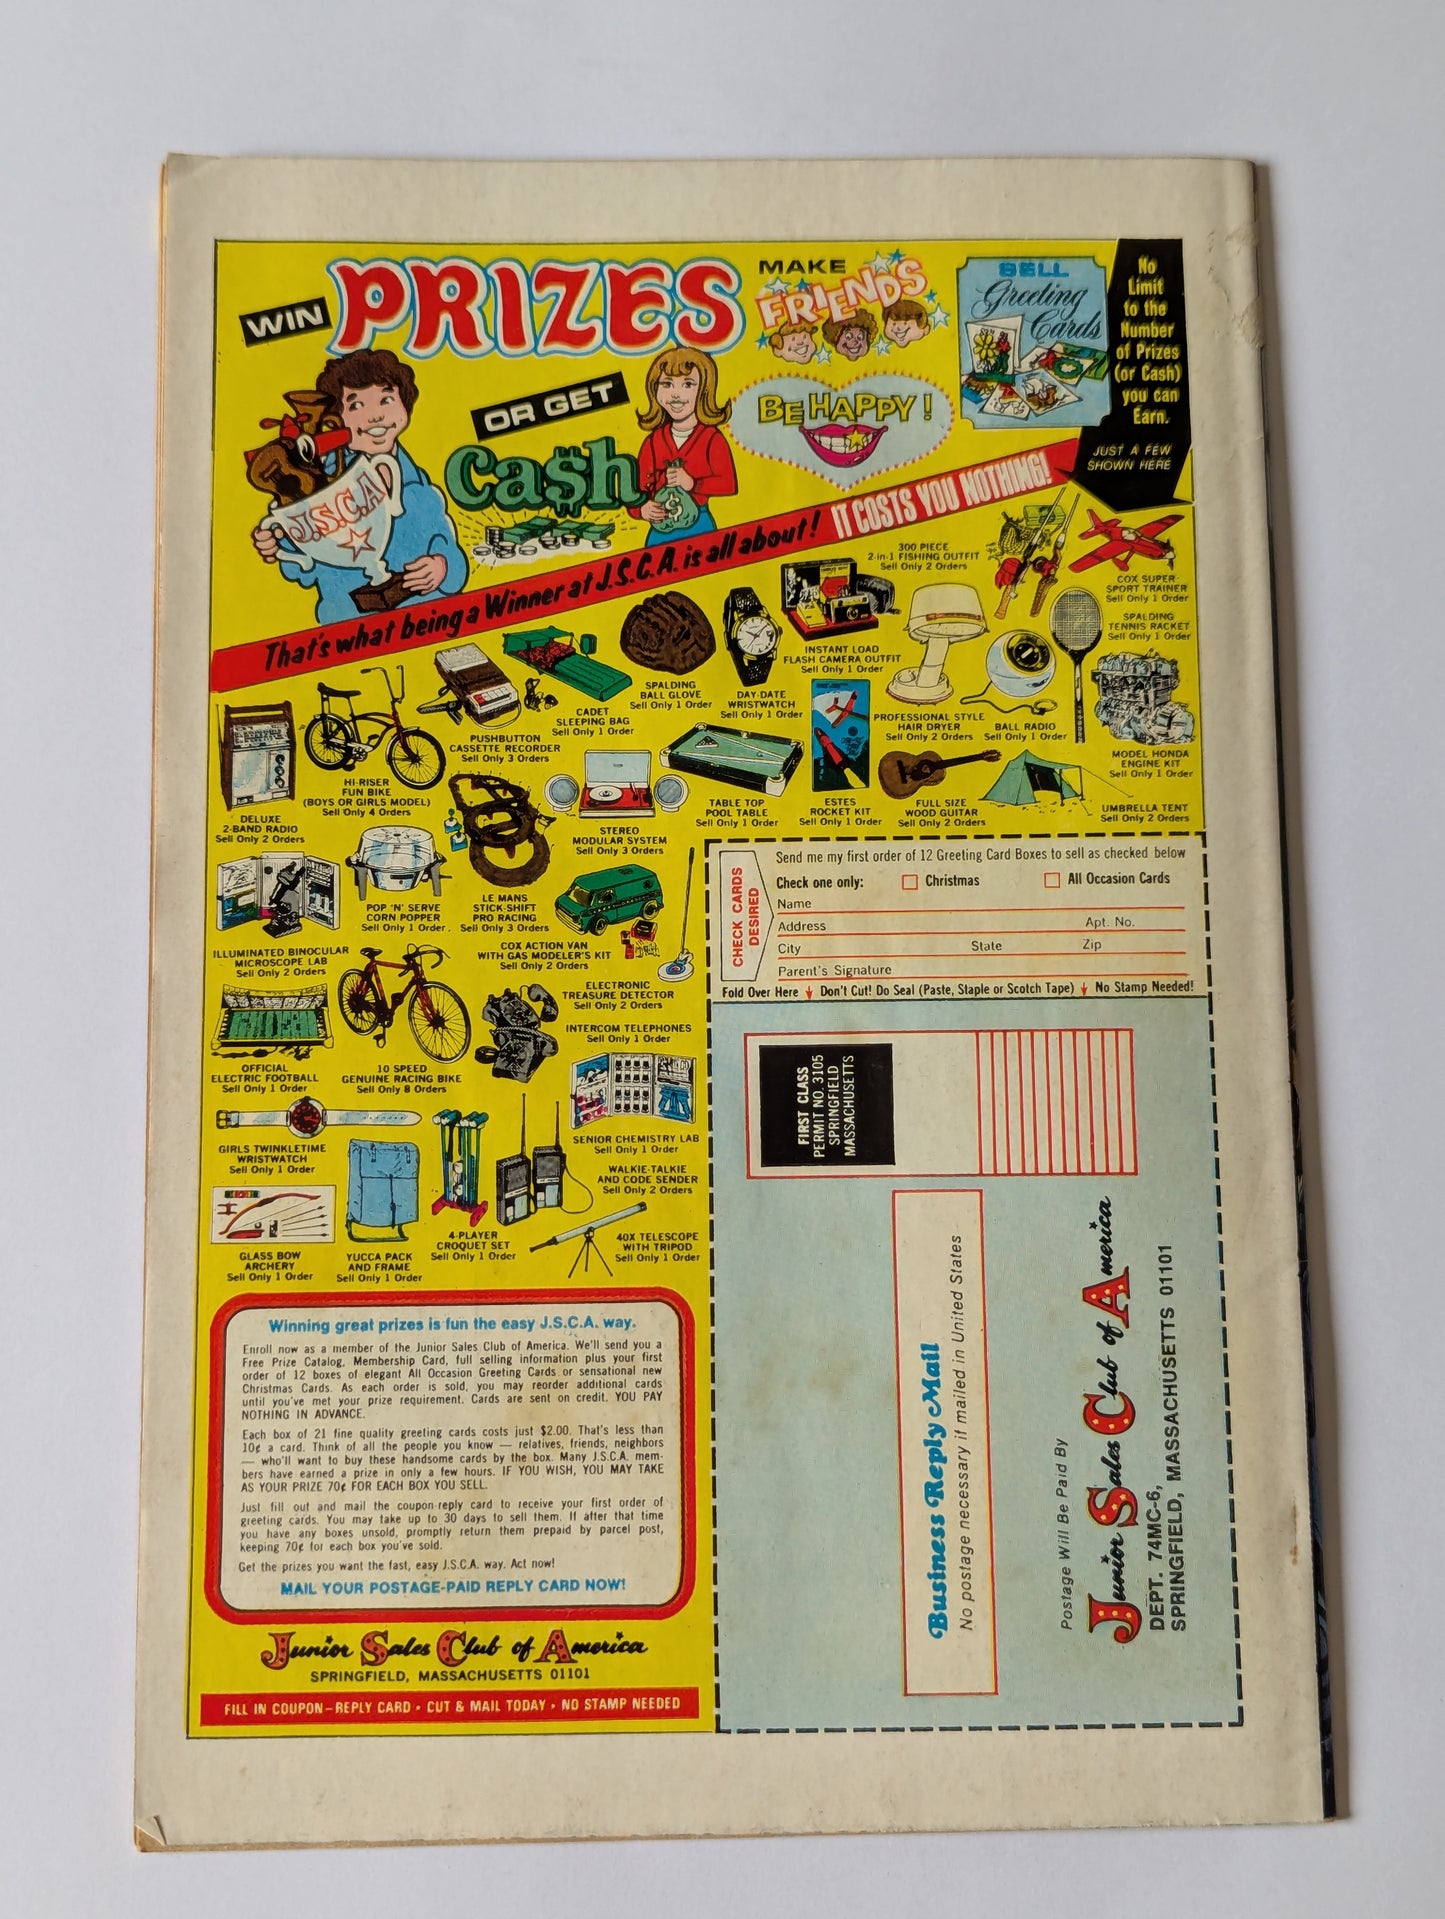 WIN
PRIZES
MAKE
FRIENDS
SELL
Greeting
Cards
No
Limit
to the
Number
of Prizes
(or Cash)
you can
Earn.
JUST A FEW
SHOWN HERE
OR GET
Ca$h
BE HAPPY!
J.S.C.A.
$
That's what being a Winner at J.S.C.A. is all about! IT COSTS YOU NOTHING!
300 PIECE
2-in-1 FISHING OUTFIT
Sell Only 2 Orders
COX SUPER-
SPORT TRAINER
Sell Only 1 Order
SPALDING
TENNIS RACKET
Sell Only 1 Order
INSTANT LOAD
FLASH CAMERA OUTFIT
Sell Only 1 Order
SPALDING
BALL GLOVE
Sell Only 1 Order
DAY-DATE
WRISTWATCH
Sell Only 1 Order
CADET
SLEEPING BAG
Sell Only 1 Order
PROFESSIONAL STYLE
HAIR DRYER
Sell Only 2 Orders
BALL RADIO
Sell Only 1 Order
MODEL HONDA
ENGINE KIT
Sell Only 1 Order
PUSHBUTTON
CASSETTE RECORDER
Sell Only 3 Orders
HI-RISER
FUN BIKE
(BOYS OR GIRLS MODEL)
Sell Only 4 Orders
DELUXE
2-BAND RADIO
Sell Only 2 Orders
STEREO
MODULAR SYSTEM
Sell Only 3 Orders
TABLE TOP
POOL TABLE
Sell Only 1 Order
ESTES
ROCKET KIT
Sell Only 1 Order
FULL SIZE
WOOD GUITAR
Sell Only 2 Orders
UMBRELLA TENT
Sell Only 2 Orders
POP 'N' SERVE
CORN POPPER
Sell Only 1 Order.
LE MANS
STICK-SHIFT
PRO RACING
Sell Only 3 Orders
ILLUMINATED BINOCULAR
MICROSCOPE LAB
Sell Only 2 Orders
COX ACTION VAN
WITH GAS MODELER'S KIT
Sell Only 2 Orders
ELECTRONIC
TREASURE DETECTOR
Sell Only 2 Orders
INTERCOM TELEPHONES
Sell Only 1 Order
OFFICIAL
ELECTRIC FOOTBALL
Sell Only 1 Order
10 SPEED
GENUINE RACING BIKE
Sell Only 8 Orders
GIRLS TWINKLETIME
WRISTWATCH
Sell Only 1 Order
SENIOR CHEMISTRY LAB
Sell Only 1 Order
WALKIE-TALKIE
AND CODE SENDER
Sell Only 2 Orders
GLASS BOW
ARCHERY
Sell Only 1 Order
YUCCA PACK
AND FRAME
Sell Only 1 Order
4-PLAYER
CROQUET SET
Sell Only 1 Order
40X TELESCOPE
WITH TRIPOD
Sell Only 1 Order
Winning great prizes is fun the easy J.S.C.A. way.
Enroll now as a member of the Junior Sales Club of America. We'll send you a
Free Prize Catalog, Membership Card, full selling information plus your first
order of 12 boxes of elegant All Occasion Greeting Cards or sensational new
Christmas Cards. As each order is sold, you may reorder additional cards
until you've met your prize requirement. Cards are sent on credit. YOU PAY
NOTHING IN ADVANCE.
Each box of 21 fine quality greeting cards costs just $2.00. That's less than
10¢ a card. Think of all the people you know — relatives, friends, neighbors
— who'll want to buy these handsome cards by the box. Many J.S.C.A. mem-
bers have earned a prize in only a few hours. IF YOU WISH, YOU MAY TAKE
AS YOUR PRIZE 70¢ FOR EACH BOX YOU SELL.
Just fill out and mail the coupon-reply card to receive your first order of
greeting cards. You may take up to 30 days to sell them. If after that time
you have any boxes unsold, promptly return them prepaid by parcel post,
keeping 70¢ for each box you've sold.
Get the prizes you want the fast, easy J.S.C.A. way. Act now!
MAIL YOUR POSTAGE-PAID REPLY CARD NOW!
Junior Sales Club of America
SPRINGFIELD, MASSACHUSETTS 01101
FILL IN COUPON–REPLY CARD • CUT & MAIL TODAY • NO STAMP NEEDED
CHECK CARDS
DESIRED
Send me my first order of 12 Greeting Card Boxes to sell as checked below
Check one only: Christmas All Occasion Cards
Name
Address Apt. No.
City State Zip
Parent's Signature
Fold Over Here Don't Cut! Do Seal (Paste, Staple or Scotch Tape) No Stamp Needed!
FIRST CLASS
PERMIT NO. 3105
SPRINGFIELD
MASSACHUSETTS
Business Reply Mail
No postage necessary if mailed in United States
Postage Will Be Paid By
Junior Sales Club of America
DEPT. 74MC-6,
SPRINGFIELD, MASSACHUSETTS 01101